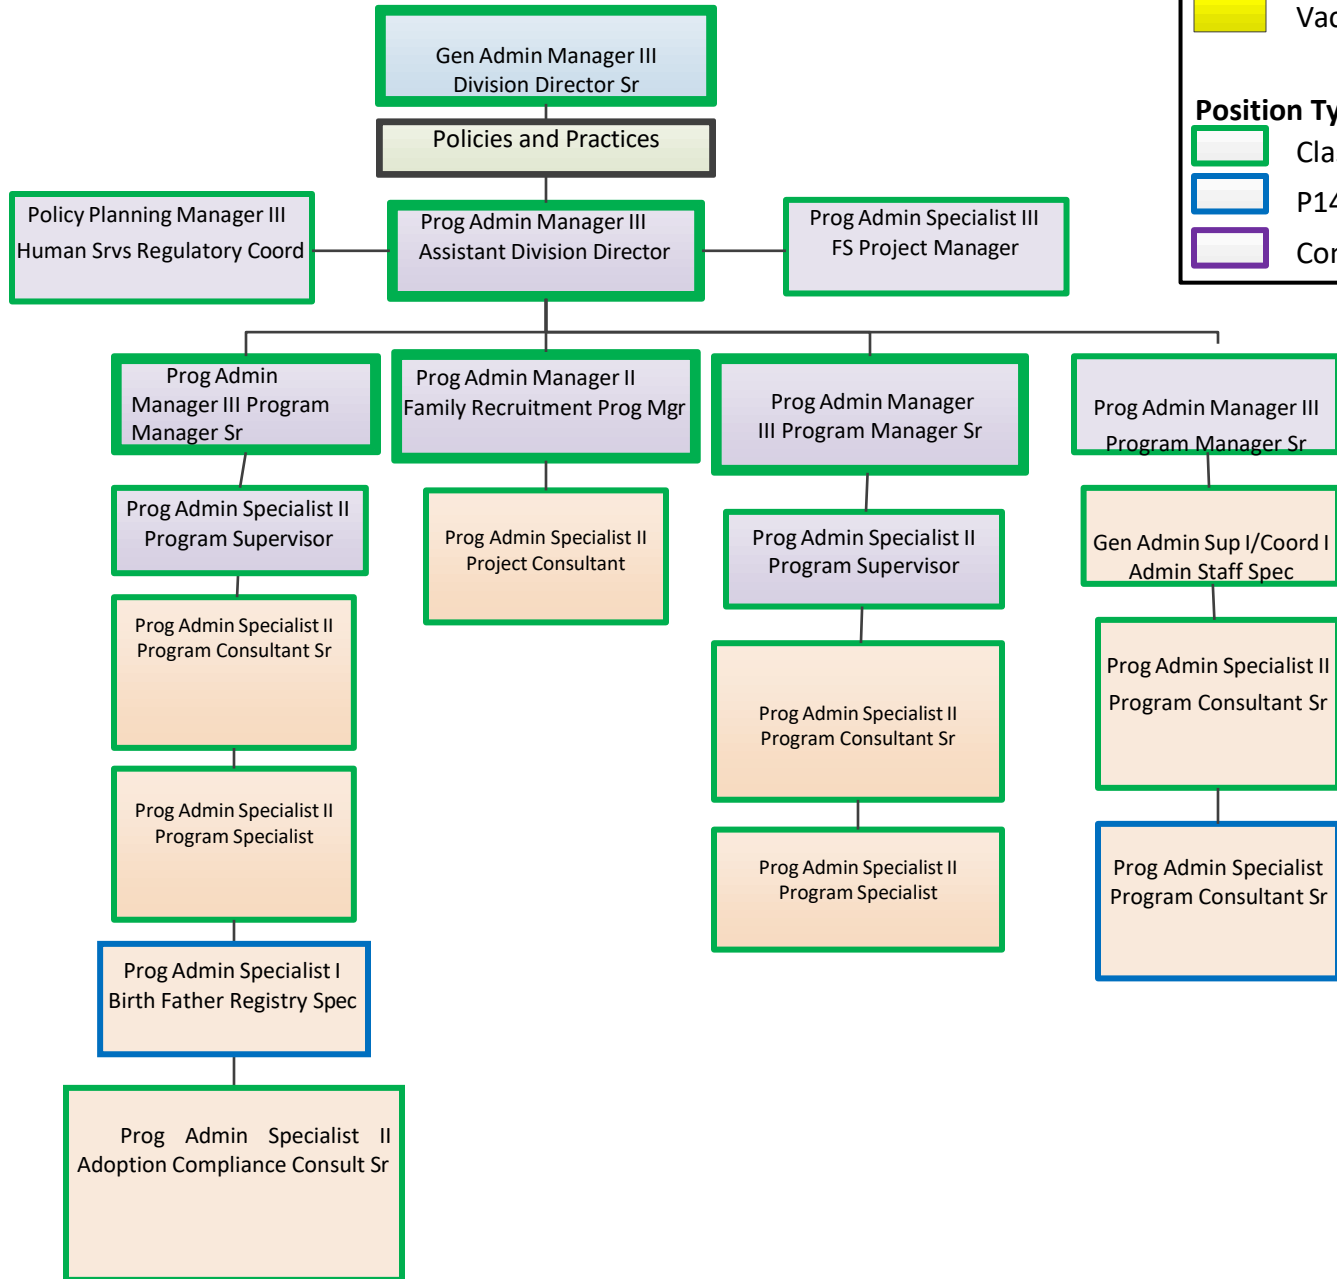 Gen Admin Manager III
Division Director Sr
Policies and Practices
Policy Planning Manager III
Human Srvs Regulatory Coord
Prog Admin Manager III
Assistant Division Director
Prog Admin Specialist III
FS Project Manager
Prog Admin
Manager III Program
Manager Sr
Prog Admin Specialist II
Program Supervisor
Prog Admin Specialist II
Program Consultant Sr
Prog Admin Specialist II
Program Specialist
Prog Admin Specialist I
Birth Father Registry Spec
Prog Admin Specialist II
Adoption Compliance Consult Sr
Prog Admin Manager II
Family Recruitment Prog Mgr
Prog Admin Specialist II
Project Consultant
Prog Admin Manager
III Program Manager Sr
Prog Admin Specialist II
Program Supervisor
Prog Admin Specialist II
Program Consultant Sr
Prog Admin Specialist II
Program Specialist
Prog Admin Manager III
Program Manager Sr
Gen Admin Sup I/Coord I
Admin Staff Spec
Prog Admin Specialist II
Program Consultant Sr
Prog Admin Specialist
Program Consultant Sr
Position
P14